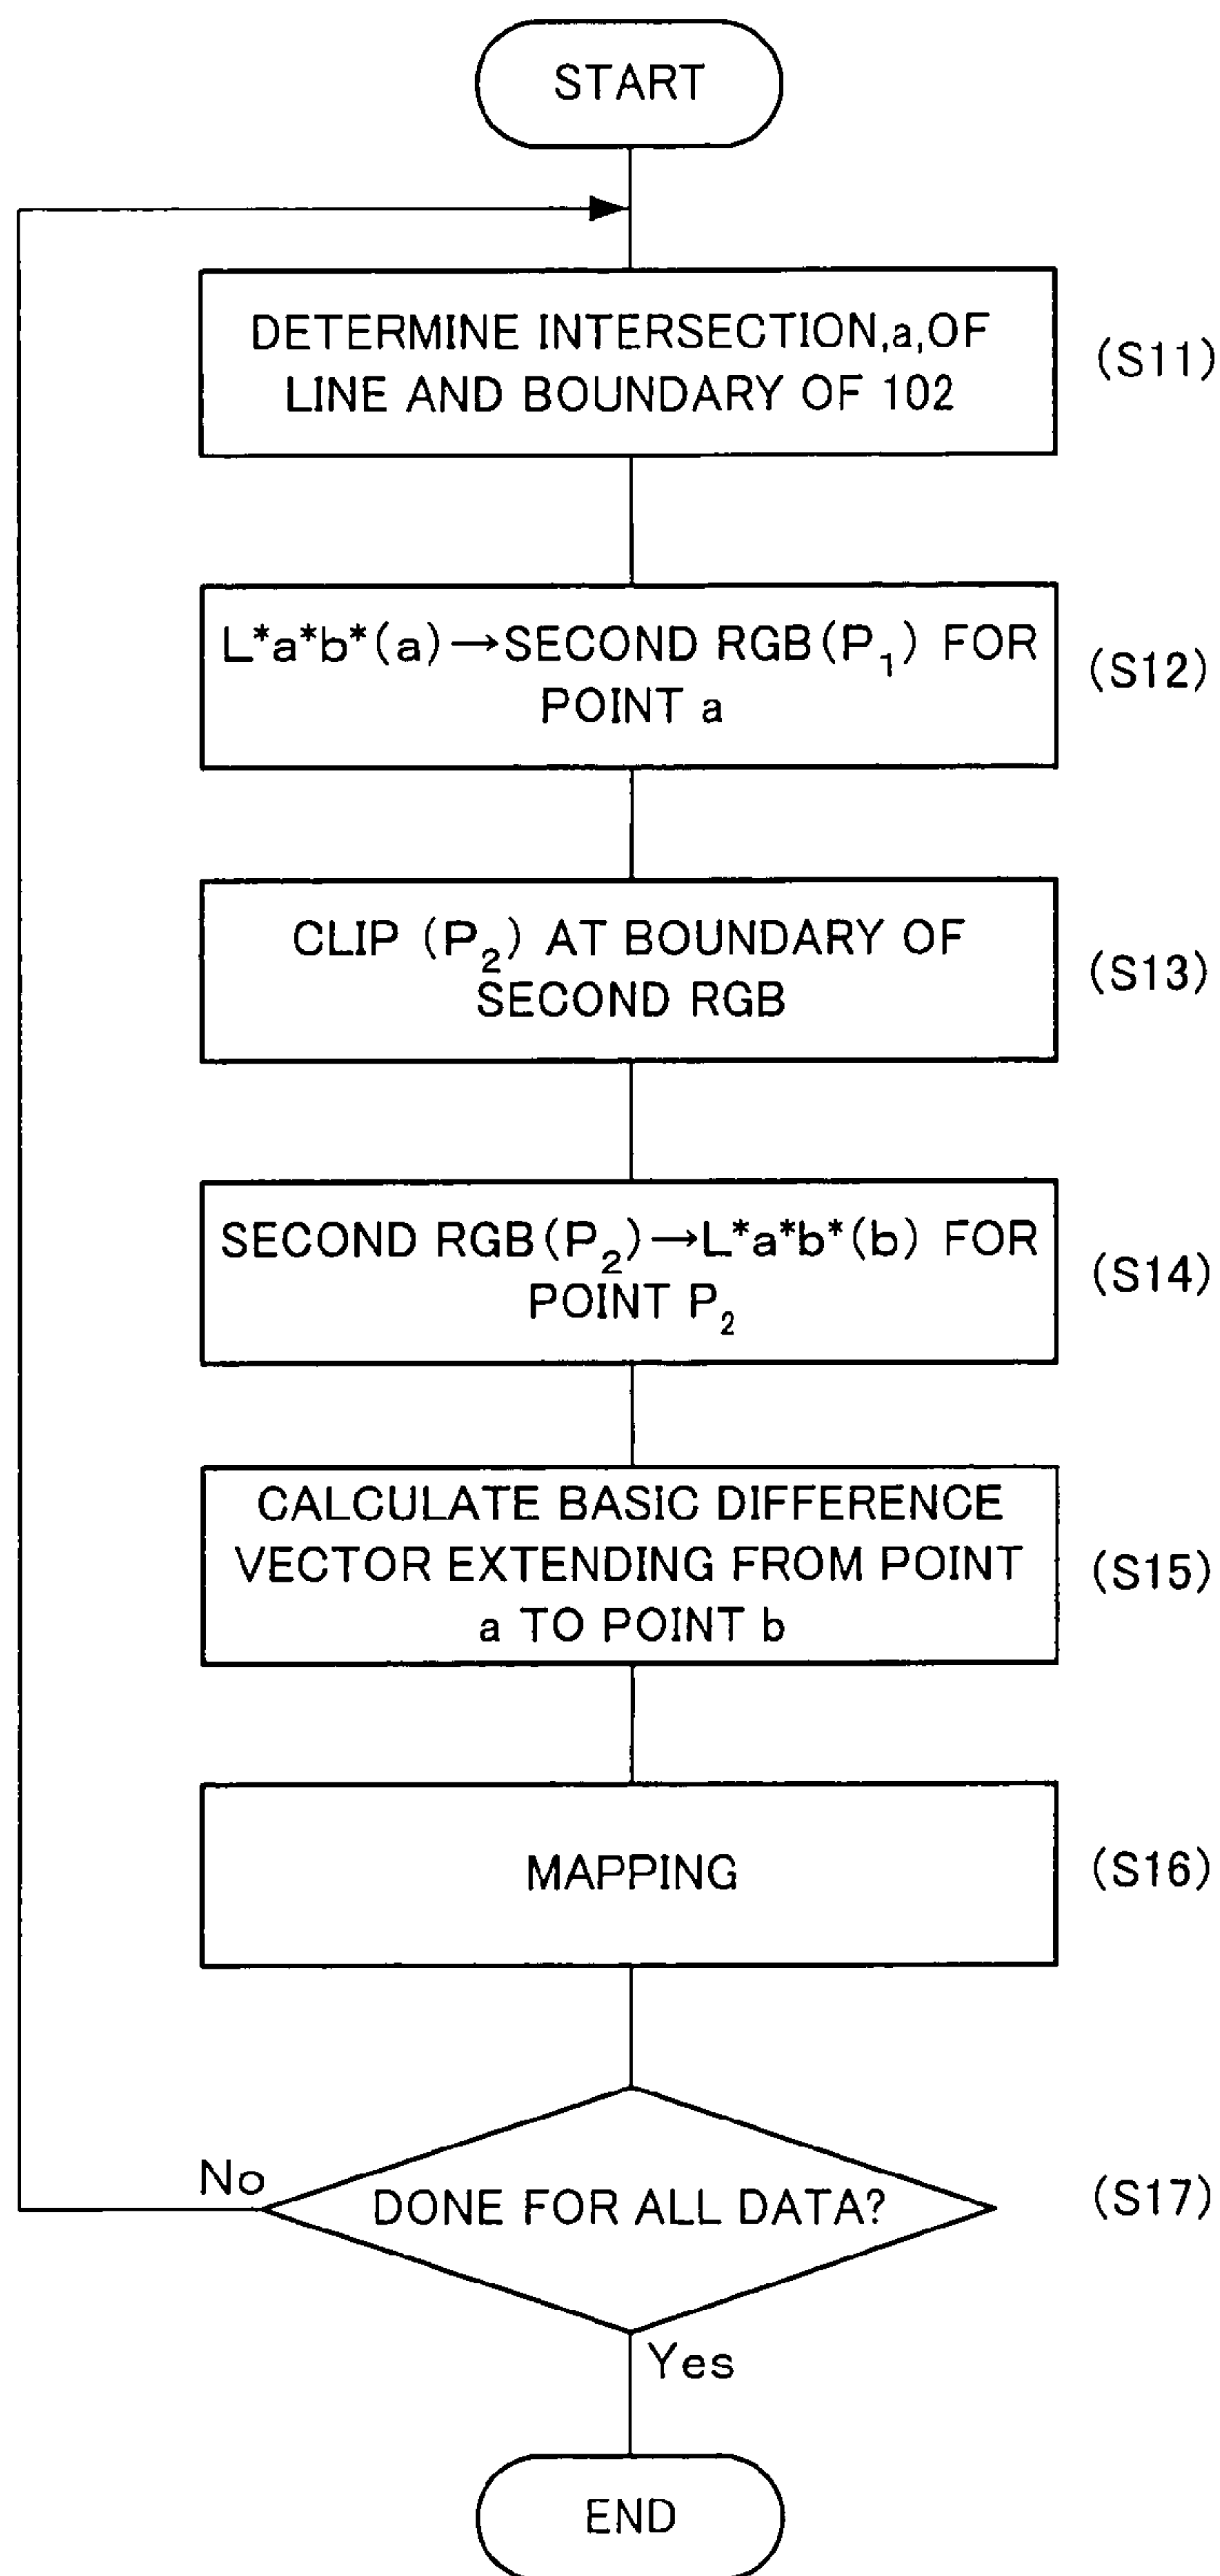 START
DETERMINE INTERSECTION,a,OF
LINE AND BOUNDARY OF 102
(S11)
L*a*b*(a)→SECOND RGB(P₁) FOR
POINT a
(S12)
CLIP (P₂) AT BOUNDARY OF
SECOND RGB
(S13)
SECOND RGB(P₂)→L*a*b*(b) FOR
POINT P₂
(S14)
CALCULATE BASIC DIFFERENCE
VECTOR EXTENDING FROM POINT
a TO POINT b
(S15)
MAPPING
(S16)
No
DONE FOR ALL DATA?
(S17)
Yes
END